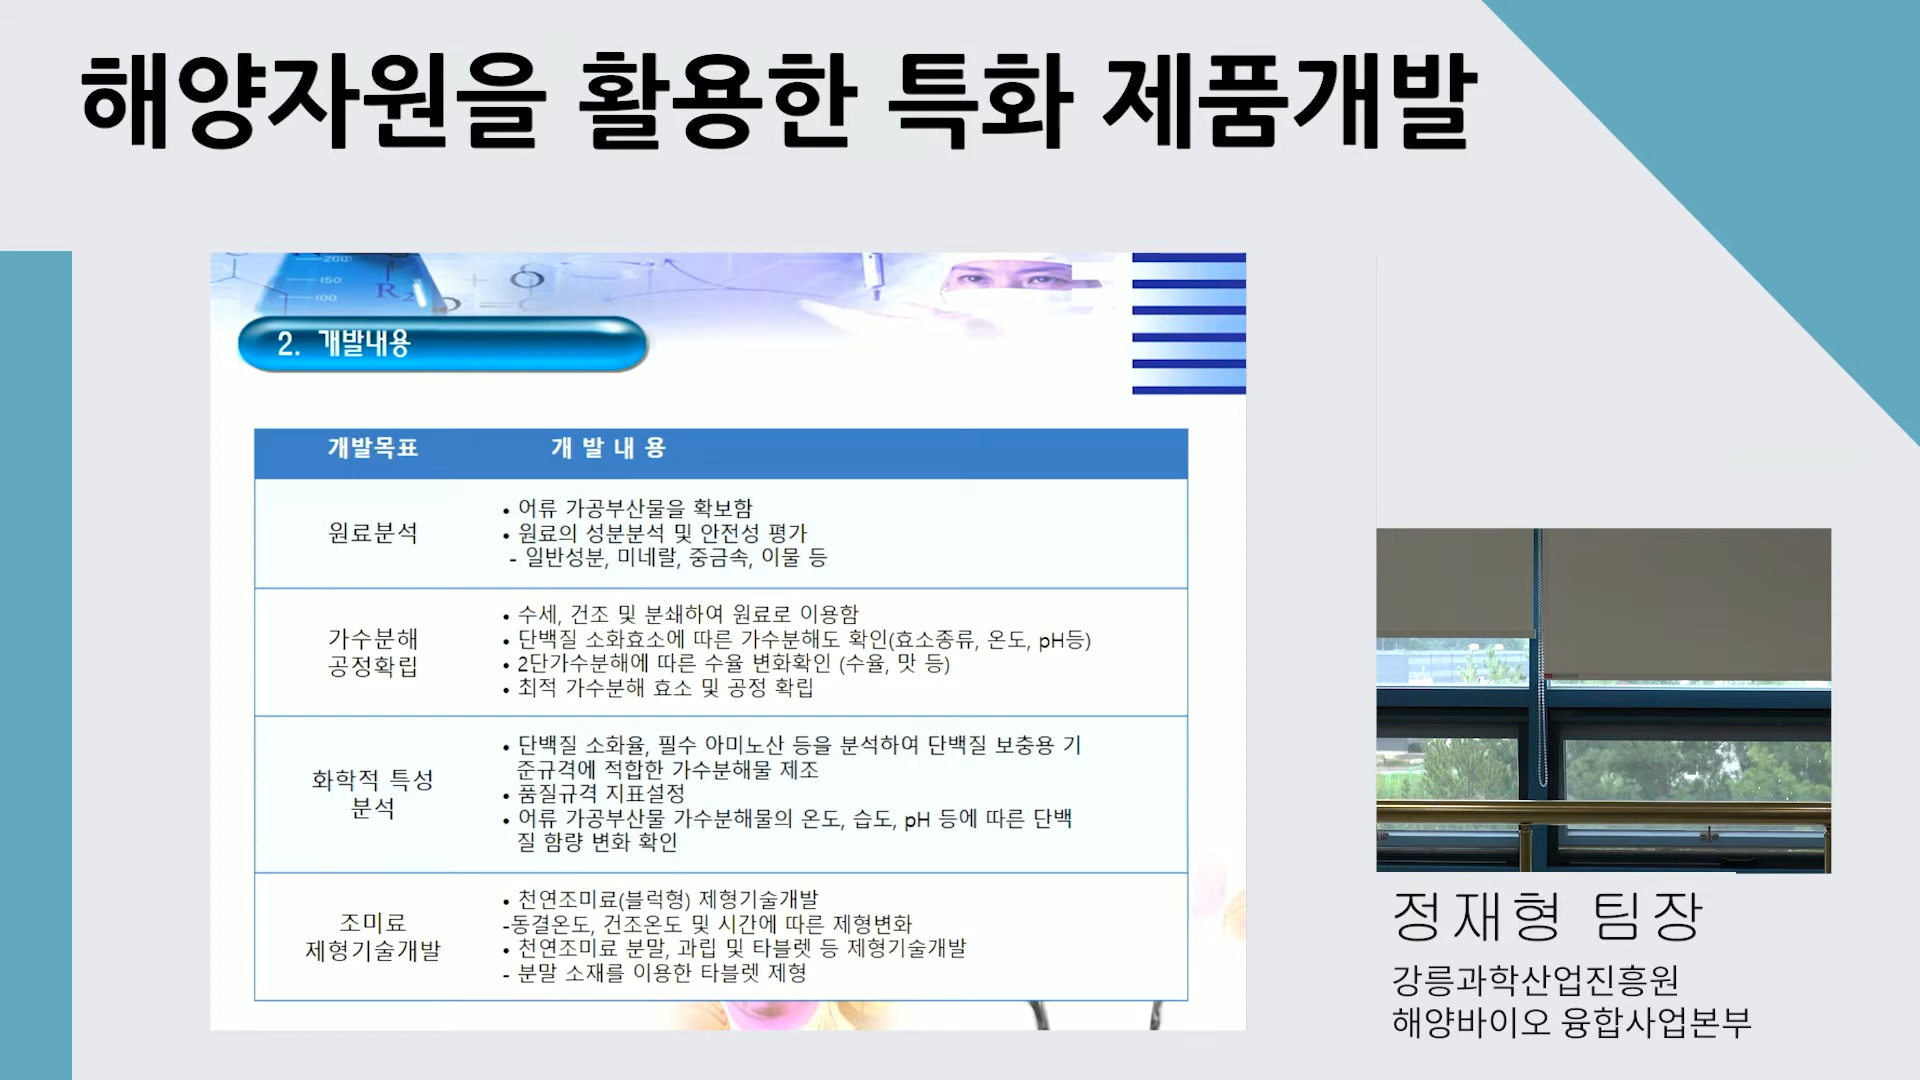 해양자원을 활용한 특화 제품개발
200
150
100
R2
2. 개발내용
개발목표 개 발 내 용
원료분석
• 어류 가공부산물을 확보함
• 원료의 성분분석 및 안전성 평가
- 일반성분, 미네랄, 중금속, 이물 등
가수분해
공정확립
• 수세, 건조 및 분쇄하여 원료로 이용함
• 단백질 소화효소에 따른 가수분해도 확인(효소종류, 온도, pH등)
• 2단가수분해에 따른 수율 변화확인 (수율, 맛 등)
• 최적 가수분해 효소 및 공정 확립
화학적 특성
분석
• 단백질 소화율, 필수 아미노산 등을 분석하여 단백질 보충용 기
준규격에 적합한 가수분해물 제조
• 품질규격 지표설정
• 어류 가공부산물 가수분해물의 온도, 습도, pH 등에 따른 단백
질 함량 변화 확인
조미료
제형기술개발
• 천연조미료(블럭형) 제형기술개발
-동결온도, 건조온도 및 시간에 따른 제형변화
• 천연조미료 분말, 과립 및 타블렛 등 제형기술개발
- 분말 소재를 이용한 타블렛 제형
정재형 팀장
강릉과학산업진흥원
해양바이오 융합사업본부